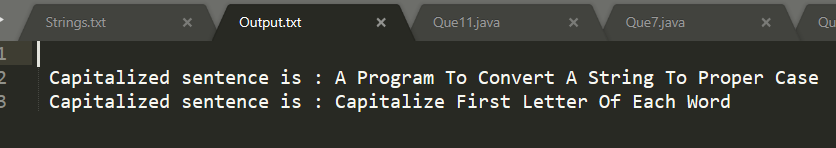 Strings.txt Output.txt Que11.java Que7.java Qu
1
2 Capitalized sentence is : A Program To Convert A String To Proper Case
3 Capitalized sentence is : Capitalize First Letter Of Each Word